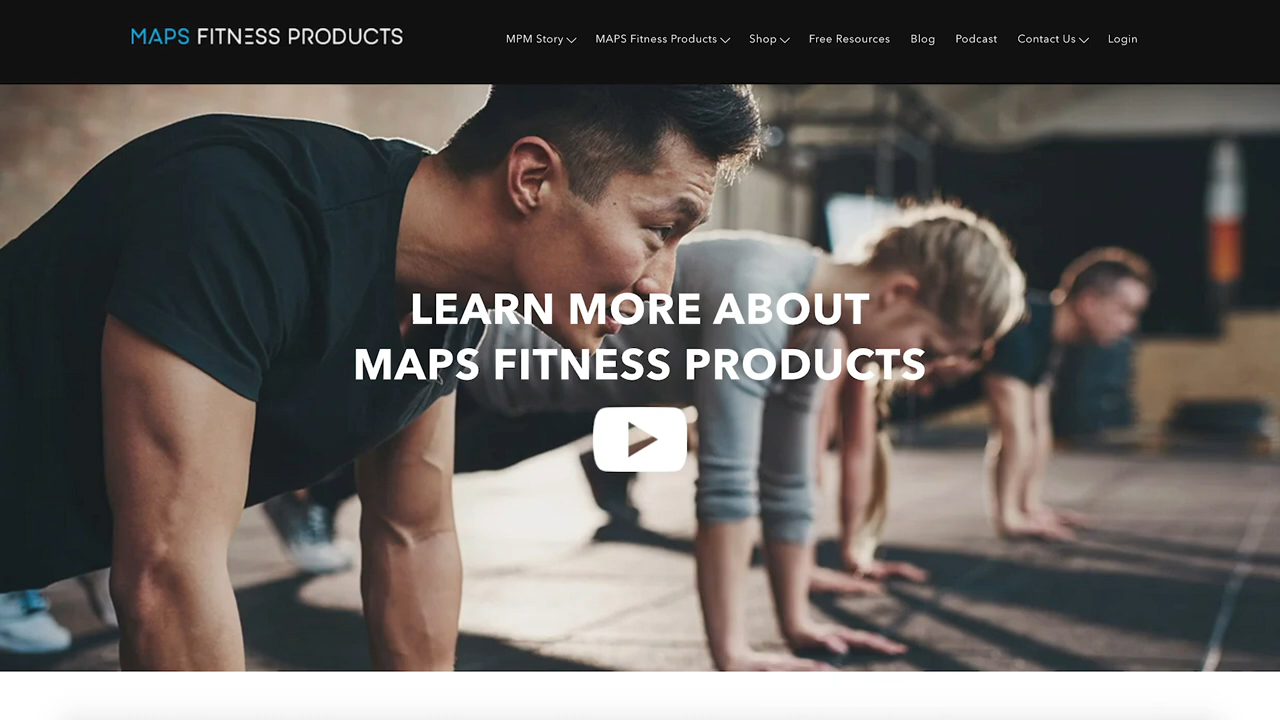 MAPS FITNESS PRODUCTS
MPM Story MAPS Fitness Products Shop Free Resources Blog Podcast Contact Us Login
LEARN MORE ABOUT
MAPS FITNESS PRODUCTS